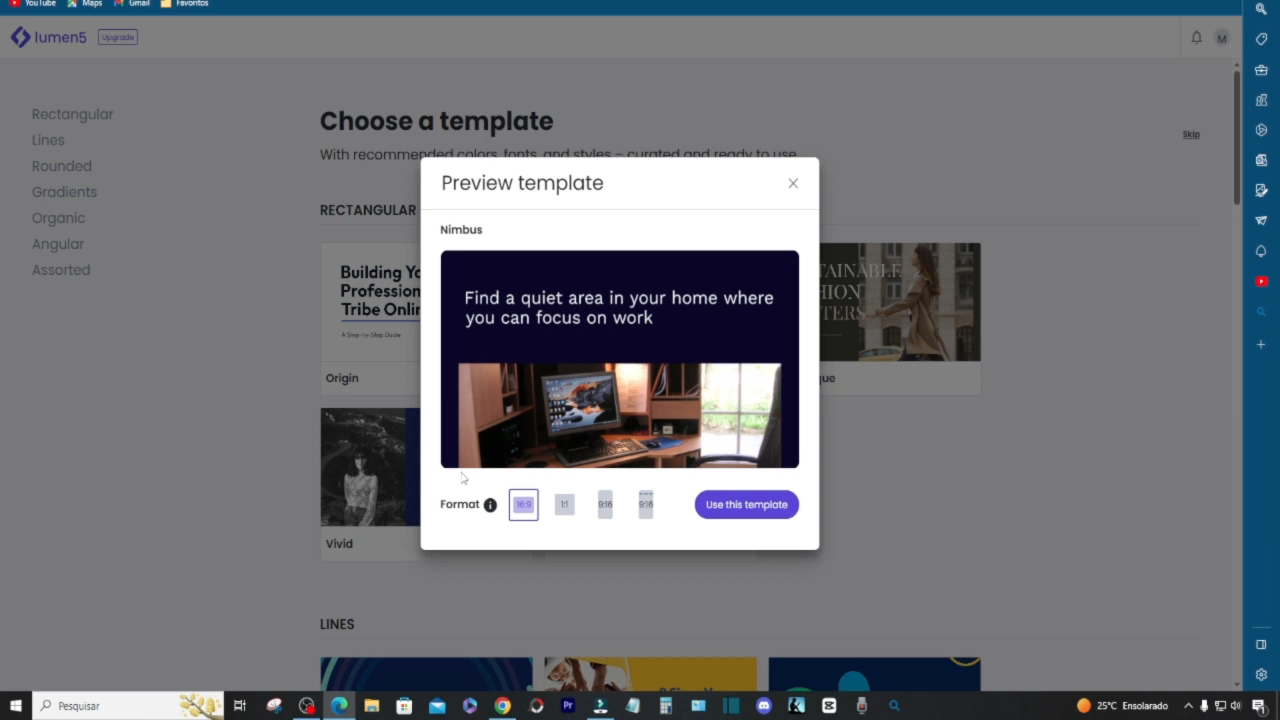 YouTube
Maps
Gmail
Favoritos
lumen5
Upgrade
M
Rectangular
Lines
Rounded
Gradients
Organic
Angular
Assorted
Choose a template
With recommended colors, fonts, and styles – curated and ready to use
Skip
RECTANGULAR
Building Yo
Profession
Tribe Onlin
A Step-by-Step Guide
Origin
Vivid
Preview template
Nimbus
Find a quiet area in your home where
you can focus on work
Format
16:9
1:1
9:16
9:16
Use this template
TAINABLE
HION
TERS
que
LINES
Pesquisar
Pr
25°C Ensolarado